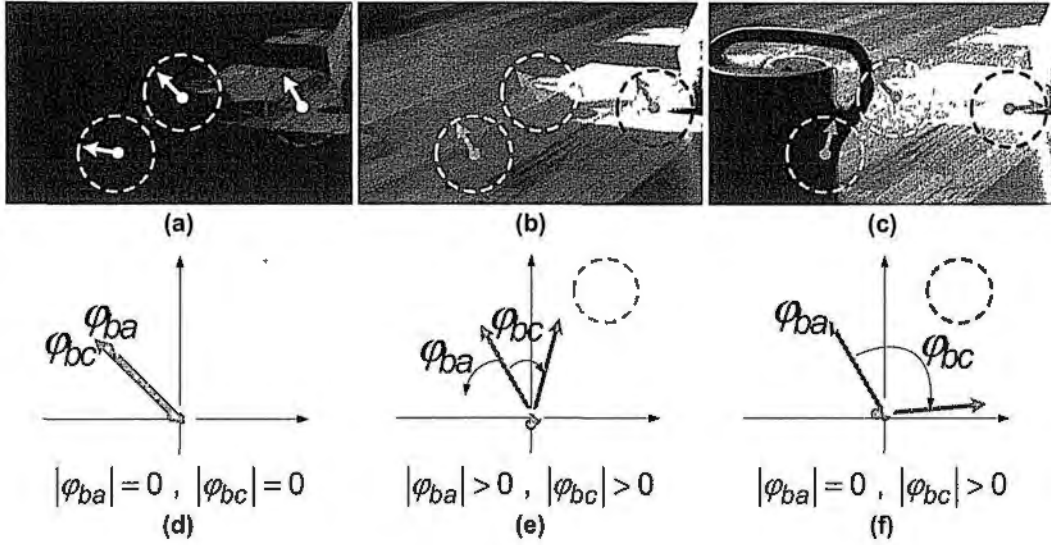 (a) (b) (c)
φba
φbc
φbc
φba
φba
φbc
|φba| = 0 , |φbc| = 0
|φba| > 0 , |φbc| > 0
|φba| = 0 , |φbc| > 0
(d) (e) (f)